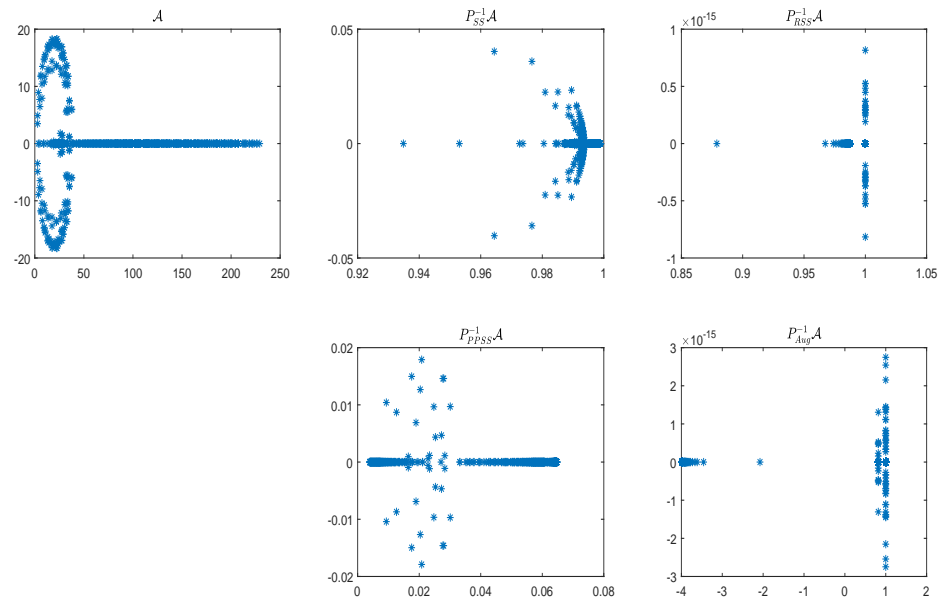 𝒜
P_{SS}^{-1}𝒜
P_{RSS}^{-1}𝒜
20
10
0
-10
-20
0 50 100 150 200 250
0.05
0
-0.05
0.92 0.94 0.96 0.98 1
×10^{-15}
1
0.5
0
-0.5
-1
0.85 0.9 0.95 1 1.05
P_{PPSS}^{-1}𝒜
P_{Aug}^{-1}𝒜
0.02
0.01
0
-0.01
-0.02
0 0.02 0.04 0.06 0.08
×10^{-15}
3
2
1
0
-1
-2
-3
-4 -3 -2 -1 0 1 2